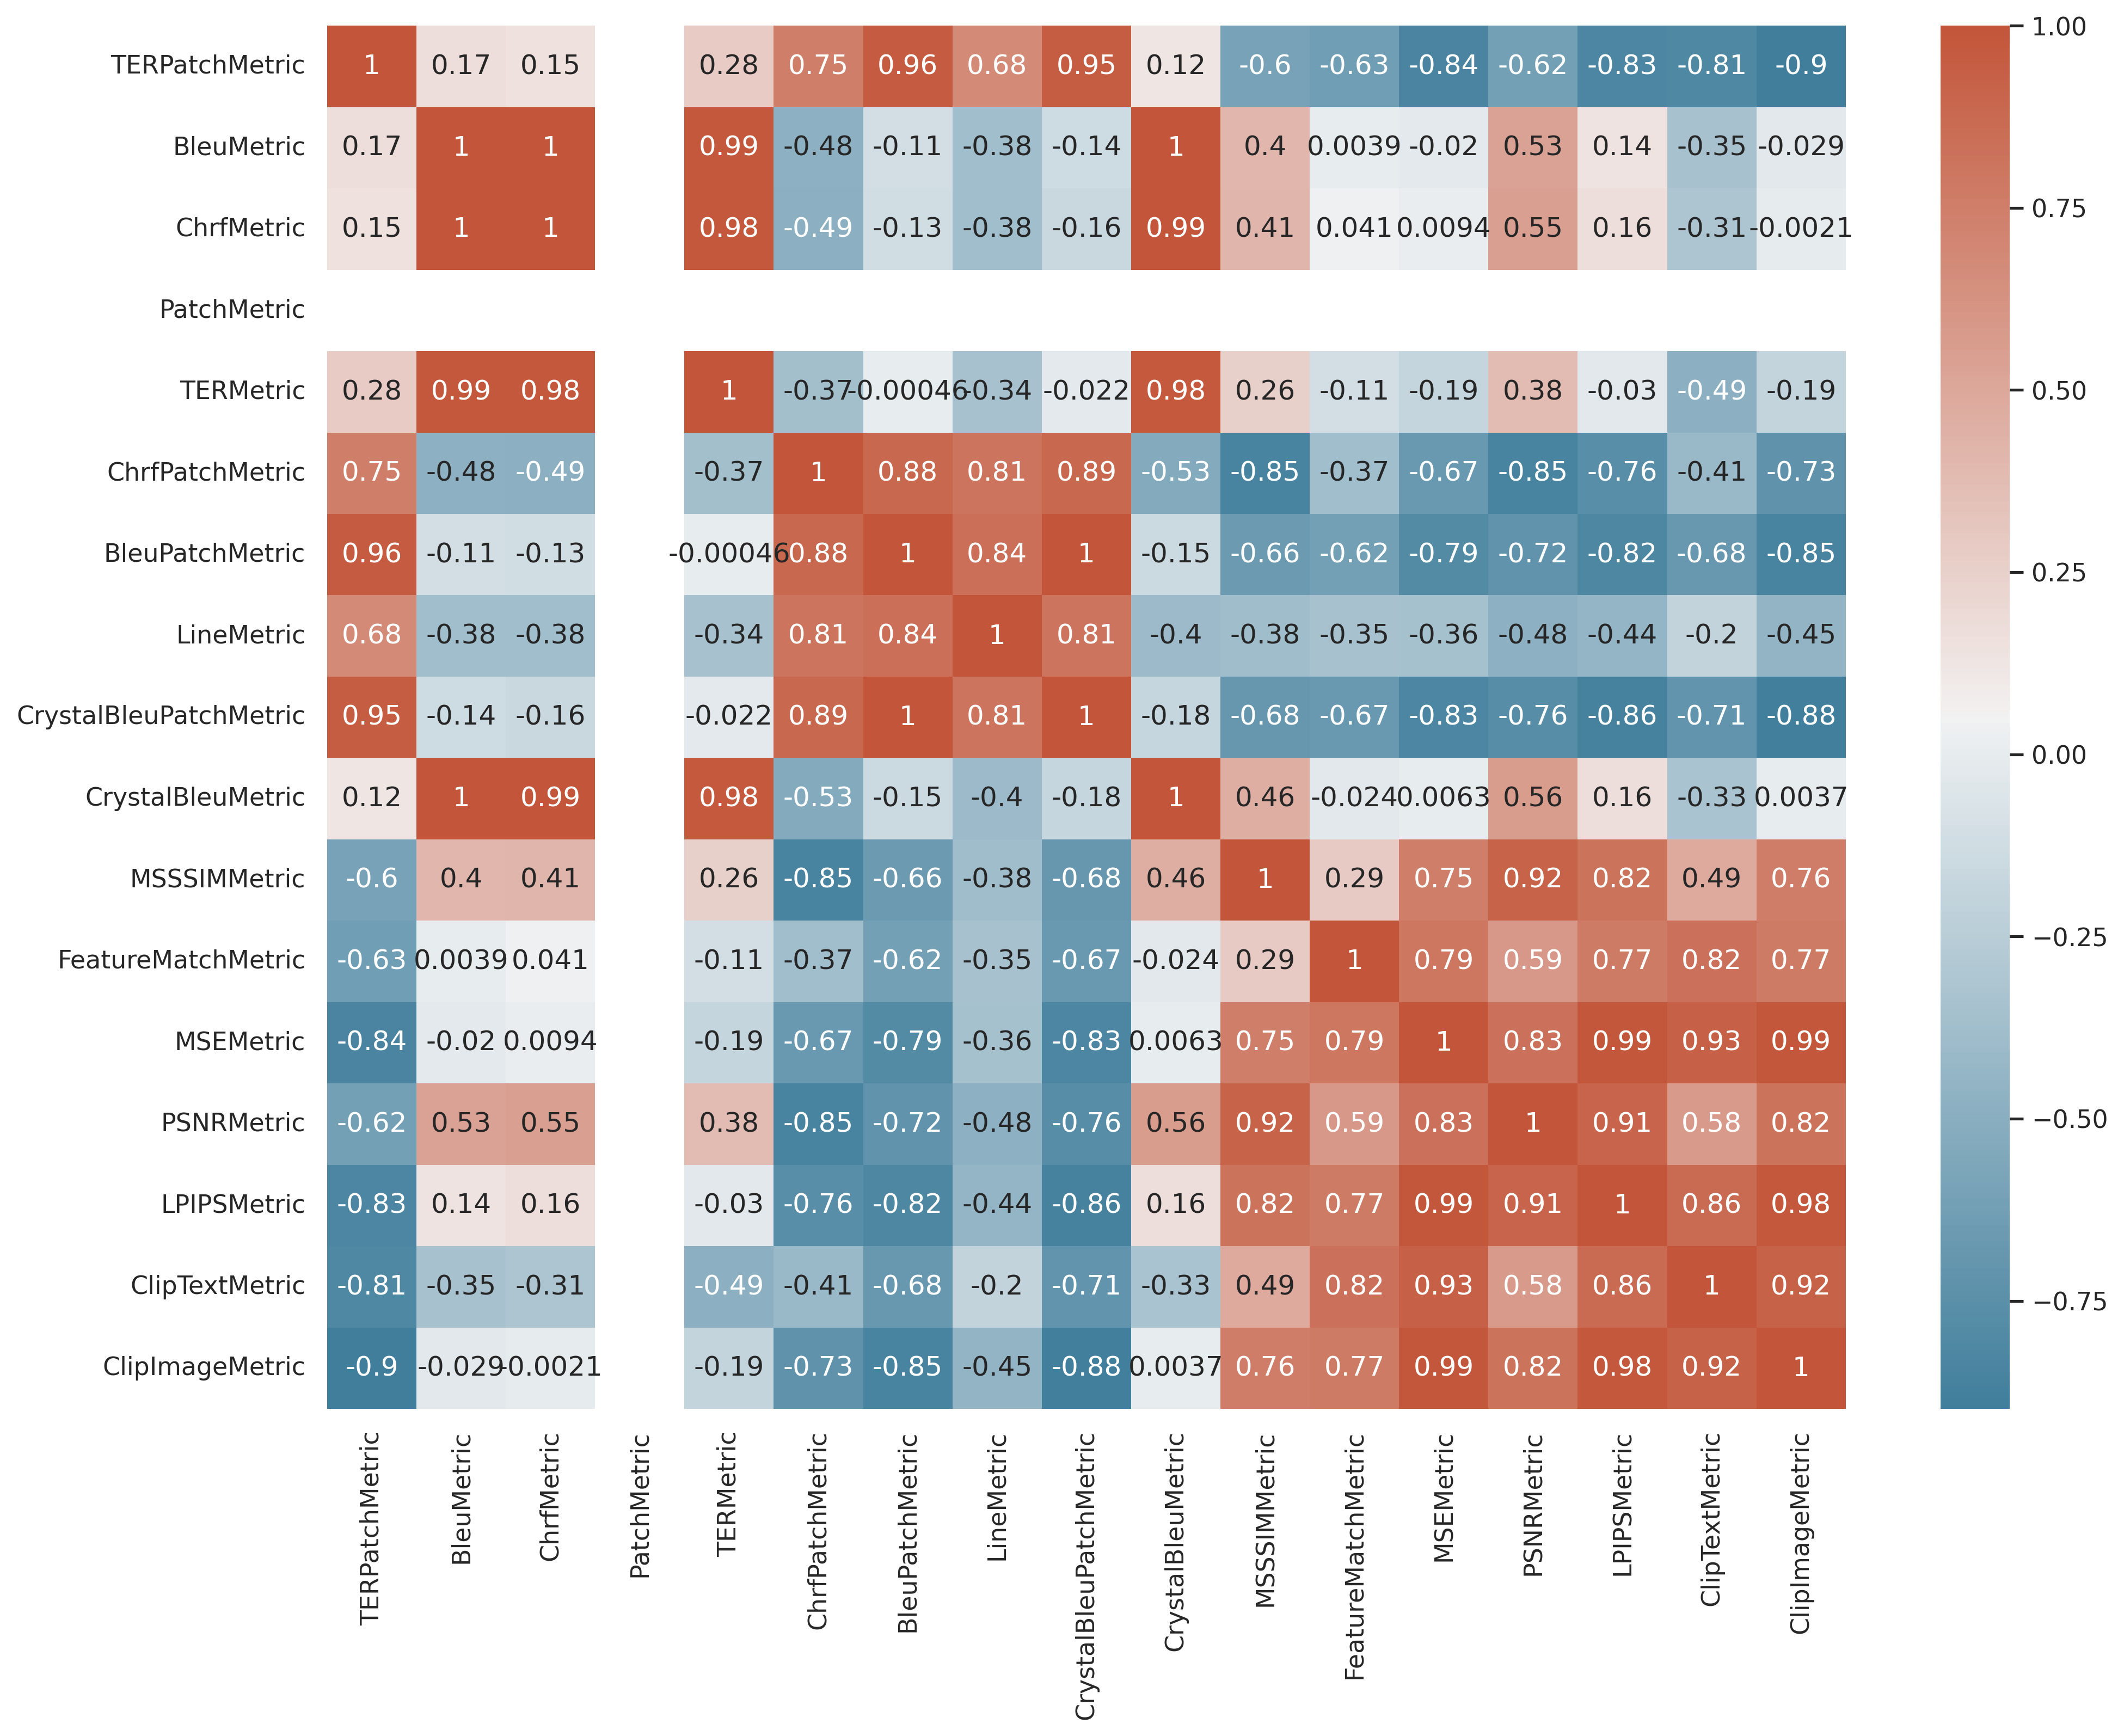 TERPatchMetric 1 0.17 0.15 0.28 0.75 0.96 0.68 0.95 0.12 -0.6 -0.63 -0.84 -0.62 -0.83 -0.81 -0.9
BleuMetric 0.17 1 1 0.99 -0.48 -0.11 -0.38 -0.14 1 0.4 0.0039 -0.02 0.53 0.14 -0.35 -0.029
ChrfMetric 0.15 1 1 0.98 -0.49 -0.13 -0.38 -0.16 0.99 0.41 0.041 0.0094 0.55 0.16 -0.31 -0.0021
PatchMetric
TERMetric 0.28 0.99 0.98 1 -0.37 -0.00046 -0.34 -0.022 0.98 0.26 -0.11 -0.19 0.38 -0.03 -0.49 -0.19
ChrfPatchMetric 0.75 -0.48 -0.49 -0.37 1 0.88 0.81 0.89 -0.53 -0.85 -0.37 -0.67 -0.85 -0.76 -0.41 -0.73
BleuPatchMetric 0.96 -0.11 -0.13 -0.00046 0.88 1 0.84 1 -0.15 -0.66 -0.62 -0.79 -0.72 -0.82 -0.68 -0.85
LineMetric 0.68 -0.38 -0.38 -0.34 0.81 0.84 1 0.81 -0.4 -0.38 -0.35 -0.36 -0.48 -0.44 -0.2 -0.45
CrystalBleuPatchMetric 0.95 -0.14 -0.16 -0.022 0.89 1 0.81 1 -0.18 -0.68 -0.67 -0.83 -0.76 -0.86 -0.71 -0.88
CrystalBleuMetric 0.12 1 0.99 0.98 -0.53 -0.15 -0.4 -0.18 1 0.46 -0.024 0.0063 0.56 0.16 -0.33 0.0037
MSSSIMMetric -0.6 0.4 0.41 0.26 -0.85 -0.66 -0.38 -0.68 0.46 1 0.29 0.75 0.92 0.82 0.49 0.76
FeatureMatchMetric -0.63 0.0039 0.041 -0.11 -0.37 -0.62 -0.35 -0.67 -0.024 0.29 1 0.79 0.59 0.77 0.82 0.77
MSEMetric -0.84 -0.02 0.0094 -0.19 -0.67 -0.79 -0.36 -0.83 0.0063 0.75 0.79 1 0.83 0.99 0.93 0.99
PSNRMetric -0.62 0.53 0.55 0.38 -0.85 -0.72 -0.48 -0.76 0.56 0.92 0.59 0.83 1 0.91 0.58 0.82
LPIPSMetric -0.83 0.14 0.16 -0.03 -0.76 -0.82 -0.44 -0.86 0.16 0.82 0.77 0.99 0.91 1 0.86 0.98
ClipTextMetric -0.81 -0.35 -0.31 -0.49 -0.41 -0.68 -0.2 -0.71 -0.33 0.49 0.82 0.93 0.58 0.86 1 0.92
ClipImageMetric -0.9 -0.029 -0.0021 -0.19 -0.73 -0.85 -0.45 -0.88 0.0037 0.76 0.77 0.99 0.82 0.98 0.92 1
TERPatchMetric
BleuMetric
ChrfMetric
PatchMetric
TERMetric
ChrfPatchMetric
BleuPatchMetric
LineMetric
CrystalBleuPatchMetric
CrystalBleuMetric
MSSSIMMetric
FeatureMatchMetric
MSEMetric
PSNRMetric
LPIPSMetric
ClipTextMetric
ClipImageMetric
1.00
0.75
0.50
0.25
0.00
−0.25
−0.50
−0.75